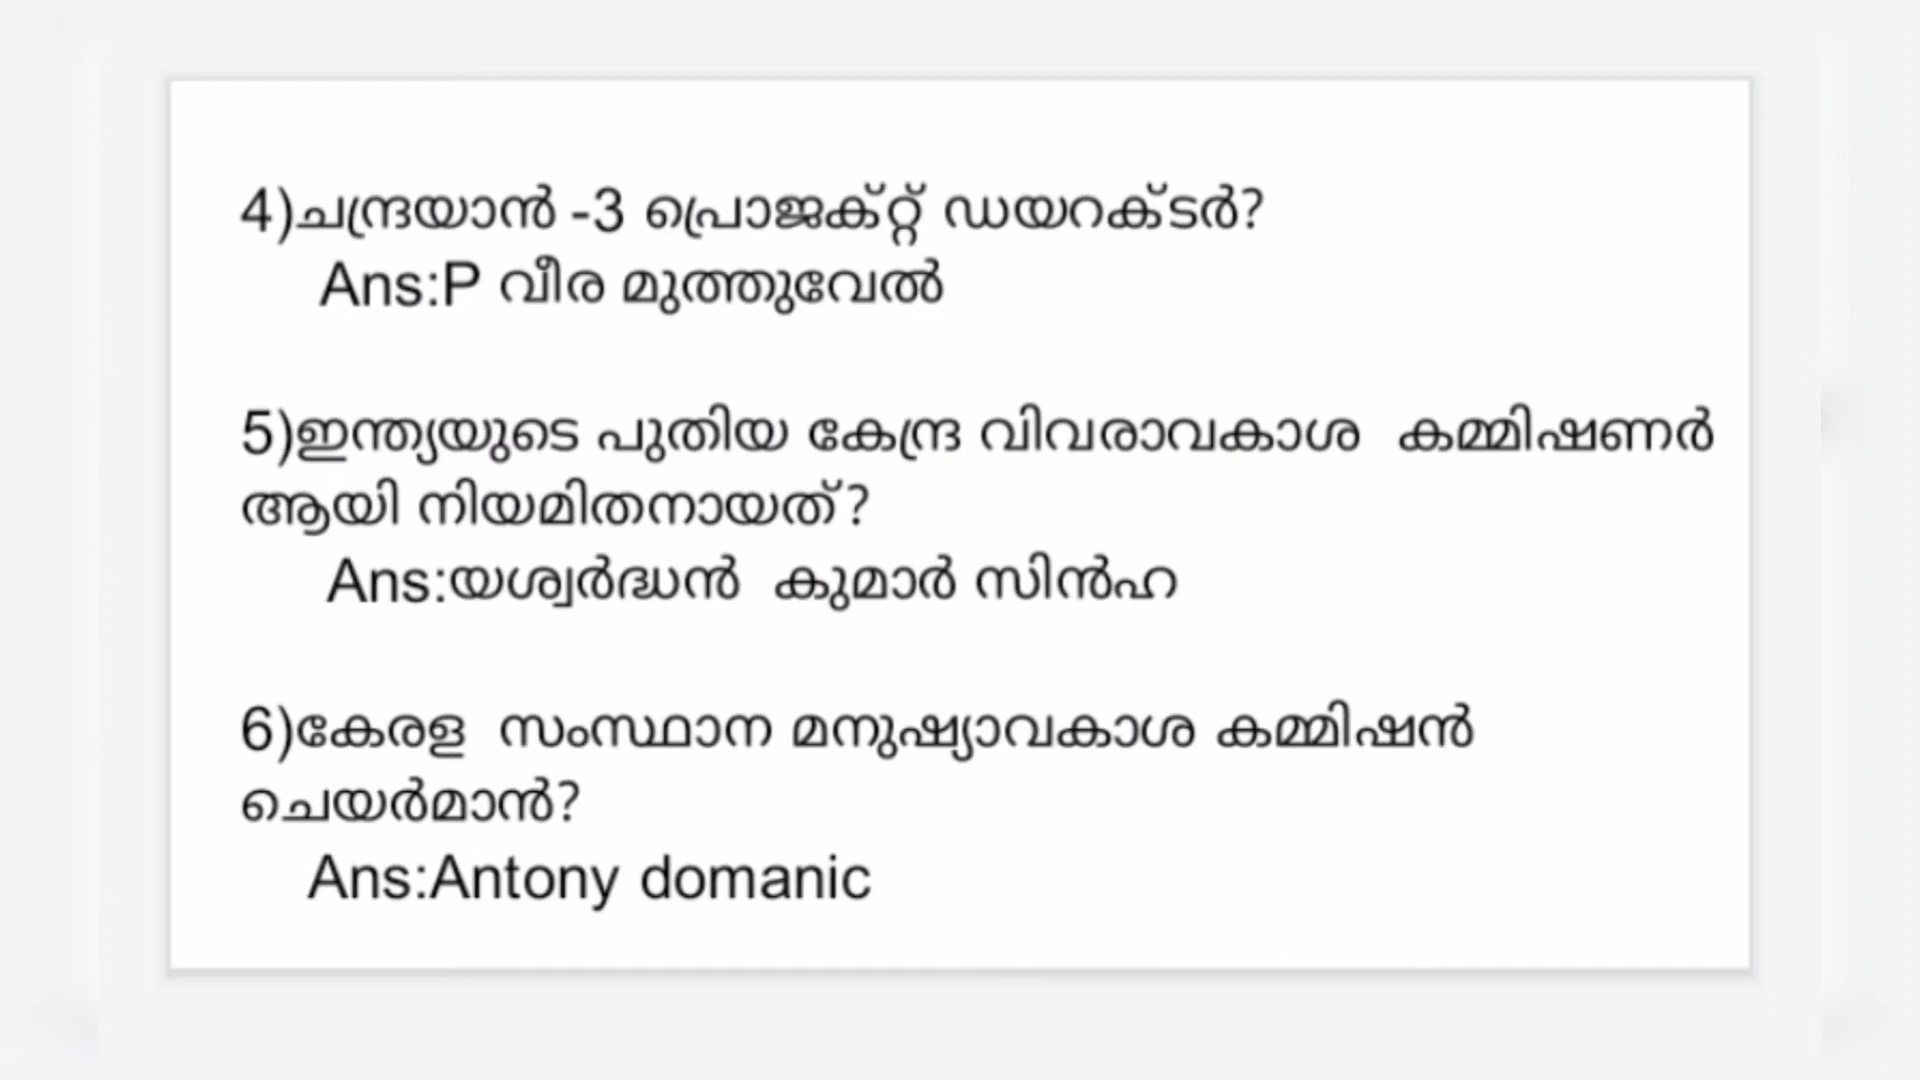 4)ചന്ദ്രയാൻ -3 പ്രൊജക്റ്റ് ഡയറക്ടർ?
Ans:P വീര മുത്തുവേൽ
5)ഇന്ത്യയുടെ പുതിയ കേന്ദ്ര വിവരാവകാശ കമ്മിഷണർ
ആയി നിയമിതനായത്?
Ans:യശ്വർദ്ധൻ കുമാർ സിൻഹ
6)കേരള സംസ്ഥാന മനുഷ്യാവകാശ കമ്മിഷൻ
ചെയർമാൻ?
Ans:Antony domanic